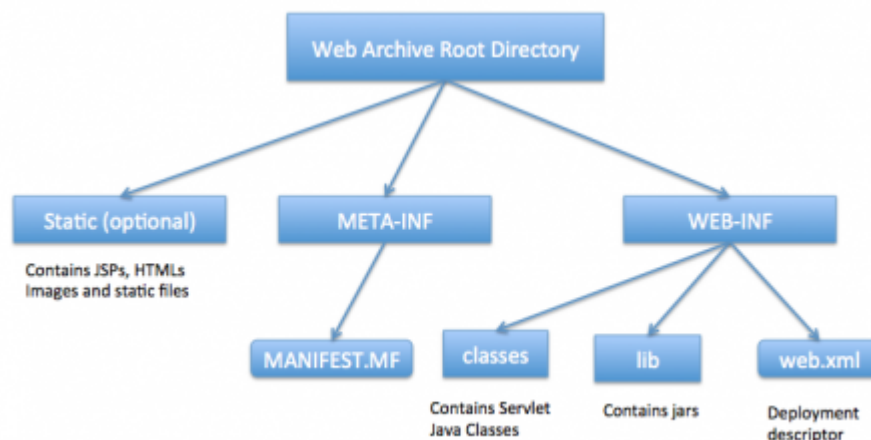 Web Archive Root Directory
Static (optional)
META-INF
WEB-INF
Contains JSPs, HTMLs
Images and static files
MANIFEST.MF
classes
lib
web.xml
Contains Servlet
Java Classes
Contains jars
Deployment
descriptor